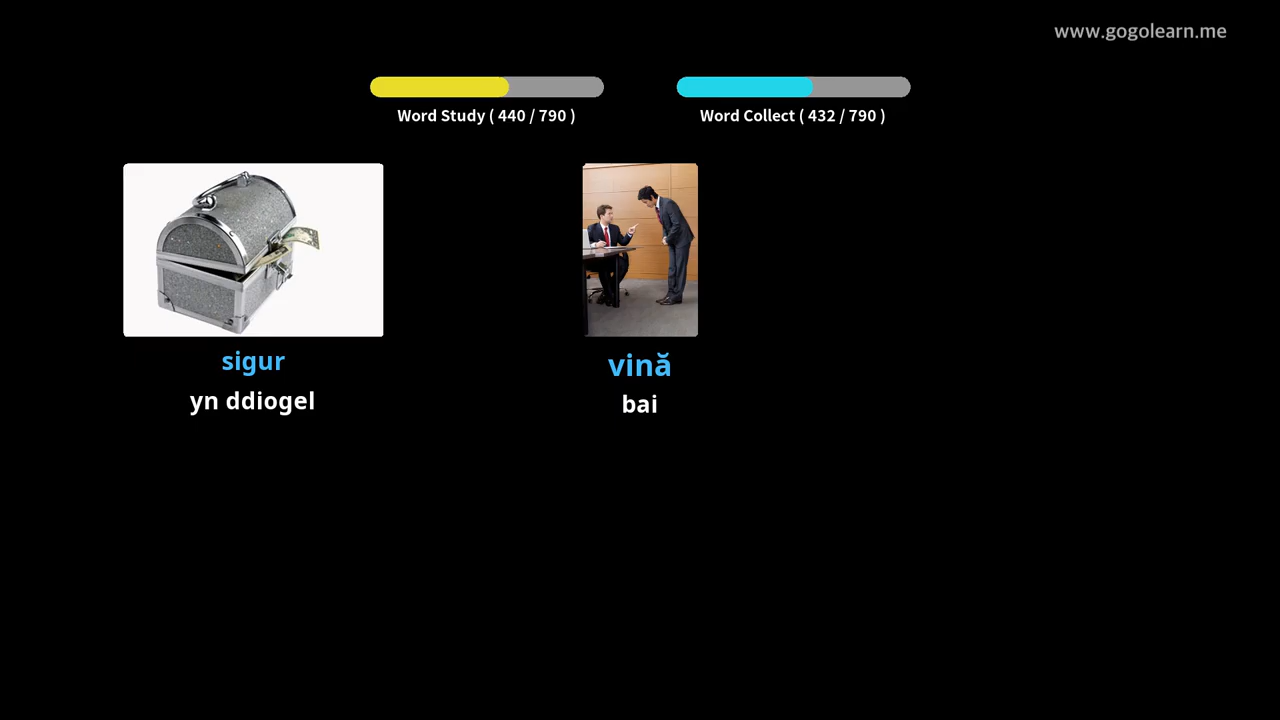 www.gogolearn.me
Word Study ( 440 / 790 )
Word Collect ( 432 / 790 )
sigur
yn ddiogel
vină
bai